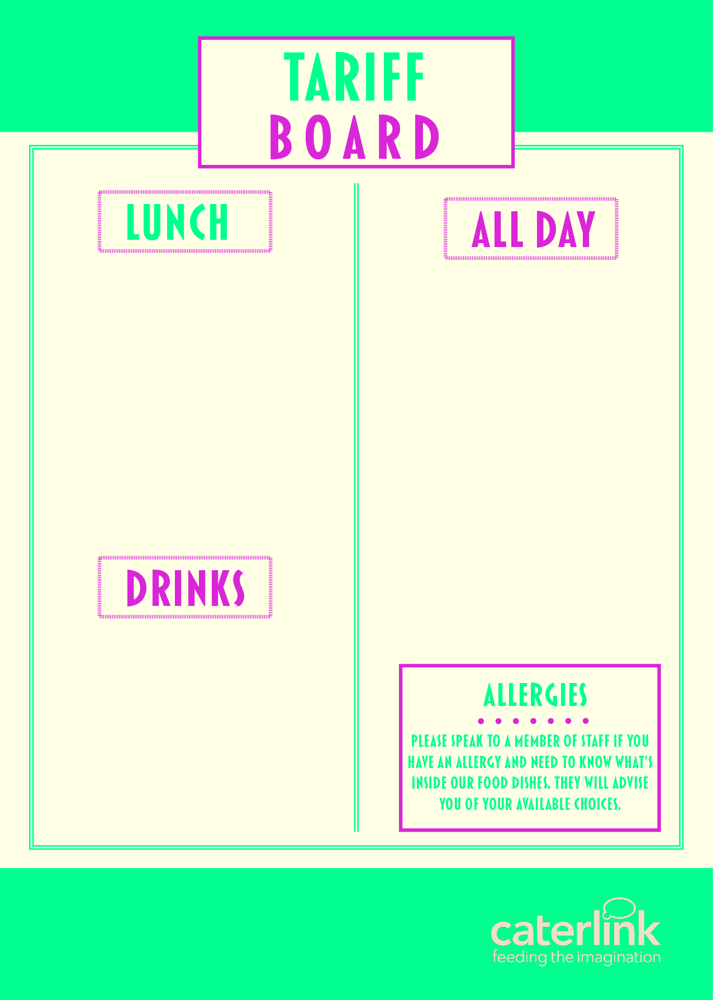 TARIFF
BOARD
LUNCH
ALL DAY
DRINKS
ALLERGIES
PLEASE SPEAK TO A MEMBER OF STAFF IF YOU
HAVE AN ALLERGY AND NEED TO KNOW WHAT'S
INSIDE OUR FOOD DISHES. THEY WILL ADVISE
YOU OF YOUR AVAILABLE CHOICES.
caterlink
feeding the imagination